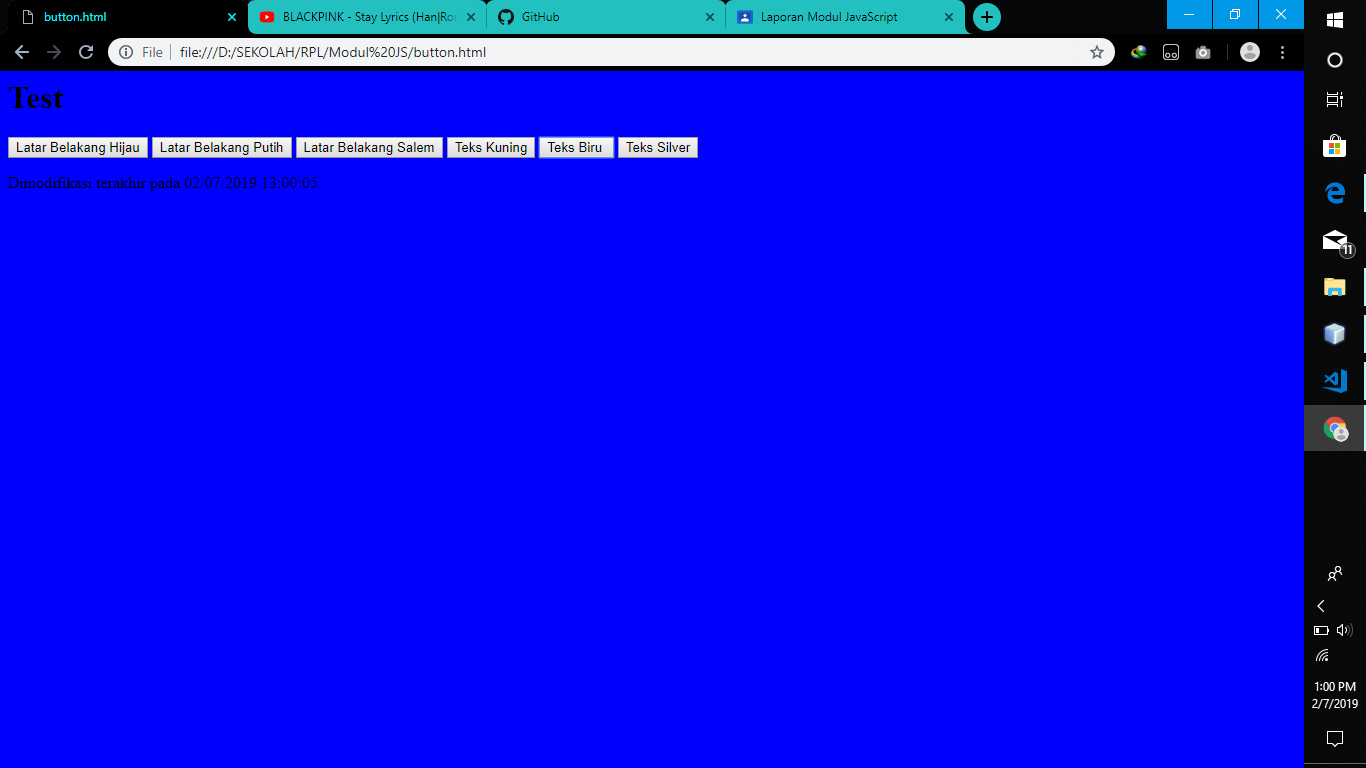 button.html
BLACKPINK - Stay Lyrics (Han|Ro
GitHub
Laporan Modul JavaScript
File
file:///D:/SEKOLAH/RPL/Modul%20JS/button.html
Test
Latar Belakang Hijau
Latar Belakang Putih
Latar Belakang Salem
Teks Kuning
Teks Biru
Teks Silver
Dimodifikasi terakhir pada 02/07/2019 13:00:05
11
1:00 PM
2/7/2019